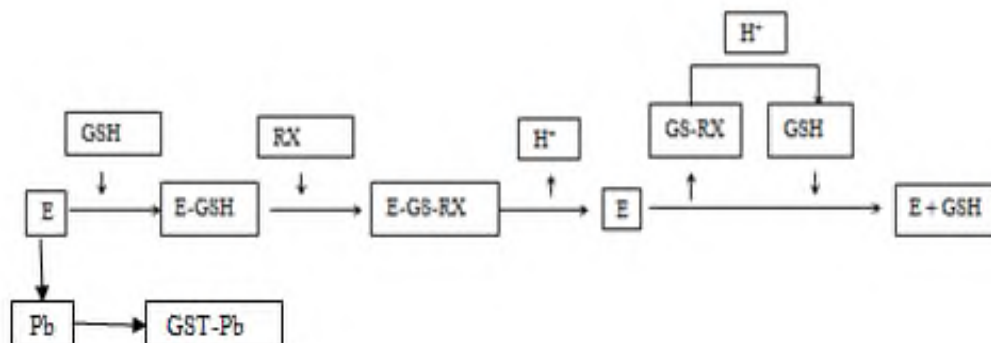 H⁺
GSH
RX
H⁺
GS-RX
GSH
E
E-GSH
E-GS-RX
E
E + GSH
Pb
GST-Pb